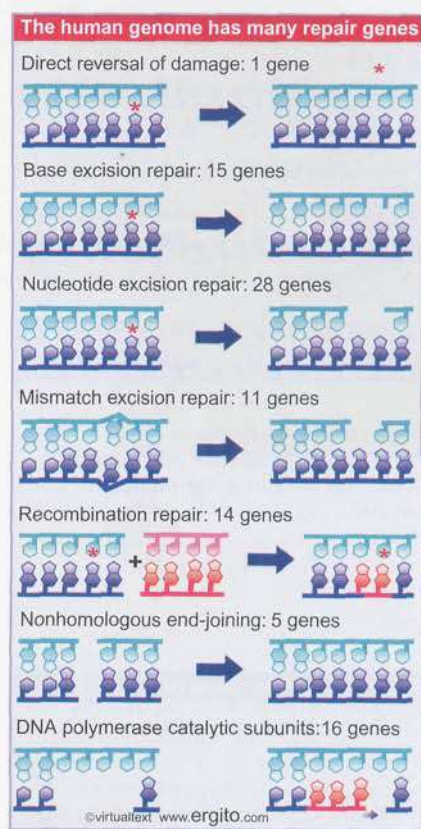 The human genome has many repair genes
Direct reversal of damage: 1 gene
*
*
Base excision repair: 15 genes
*
Nucleotide excision repair: 28 genes
*
Mismatch excision repair: 11 genes
Recombination repair: 14 genes
* + *
Nonhomologous end-joining: 5 genes
DNA polymerase catalytic subunits:16 genes
©virtualtext www.ergito.com